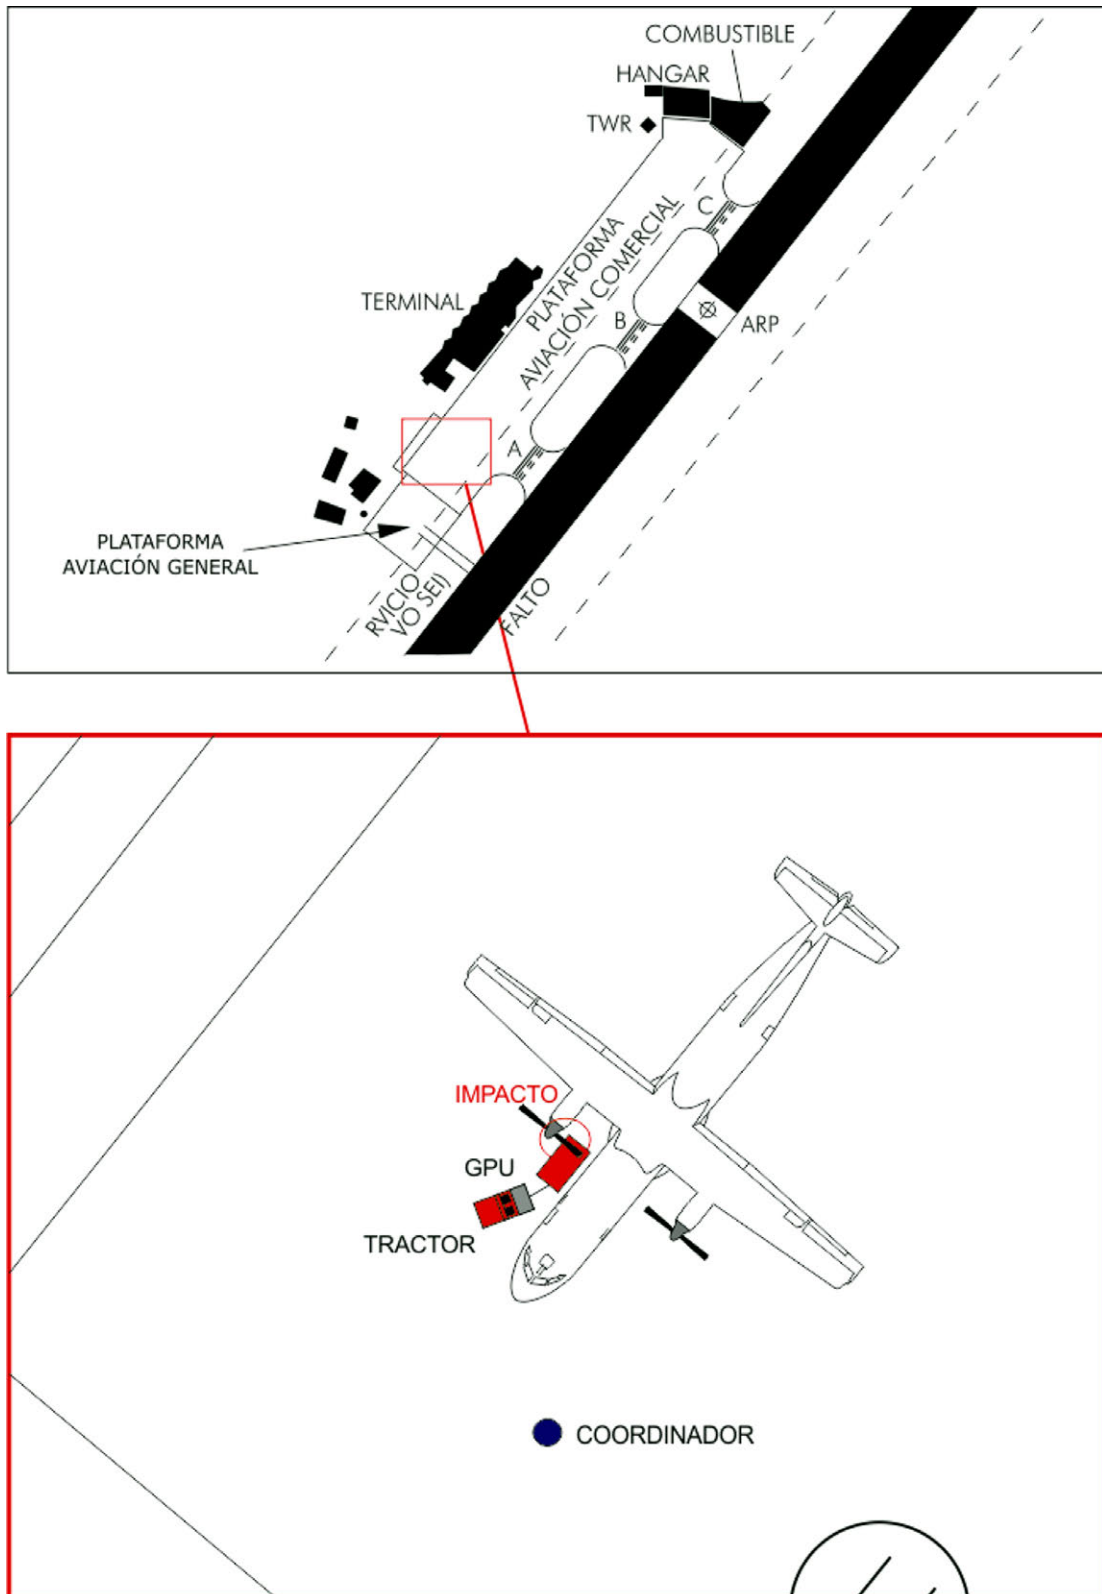 COMBUSTIBLE
HANGAR
TWR
C
PLATAFORMA
AVIACIÓN COMERCIAL
TERMINAL
B
ARP
A
PLATAFORMA
AVIACIÓN GENERAL
RVICIO
VO SEI)
FALTO
IMPACTO
GPU
TRACTOR
COORDINADOR